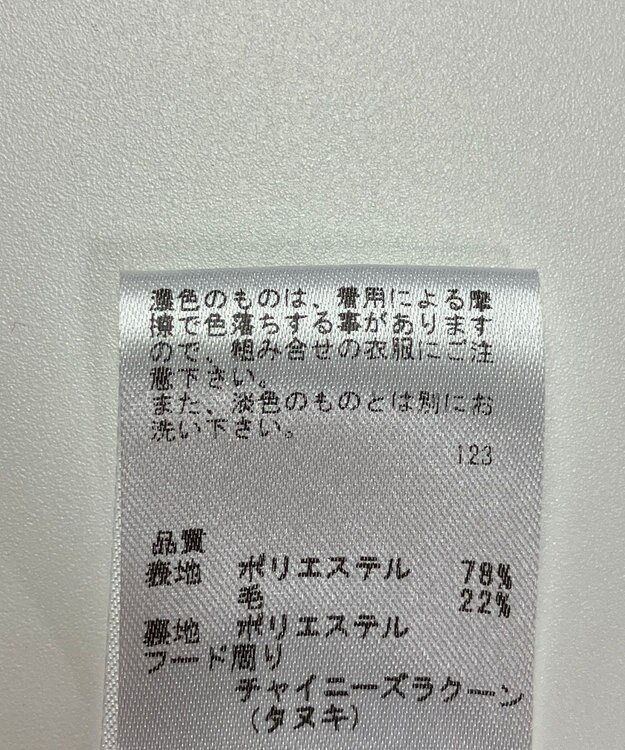 濃色のものは、着用による摩
擦で色落ちする事があります
ので、組み合せの衣服にご注
意下さい。
また、淡色のものとは別にお
洗い下さい。
123
品質
表地 ポリエステル 78%
毛 22%
裏地 ポリエステル
フード周り
チャイニーズラクーン
(タヌキ)